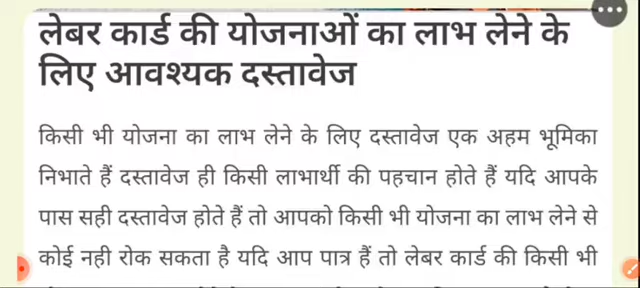 लेबर कार्ड की योजनाओं का लाभ लेने के
लिए आवश्यक दस्तावेज
किसी भी योजना का लाभ लेने के लिए दस्तावेज एक अहम भूमिका
निभाते हैं दस्तावेज ही किसी लाभार्थी की पहचान होते हैं यदि आपके
पास सही दस्तावेज होते हैं तो आपको किसी भी योजना का लाभ लेने से
कोई नही रोक सकता है यदि आप पात्र हैं तो लेबर कार्ड की किसी भी